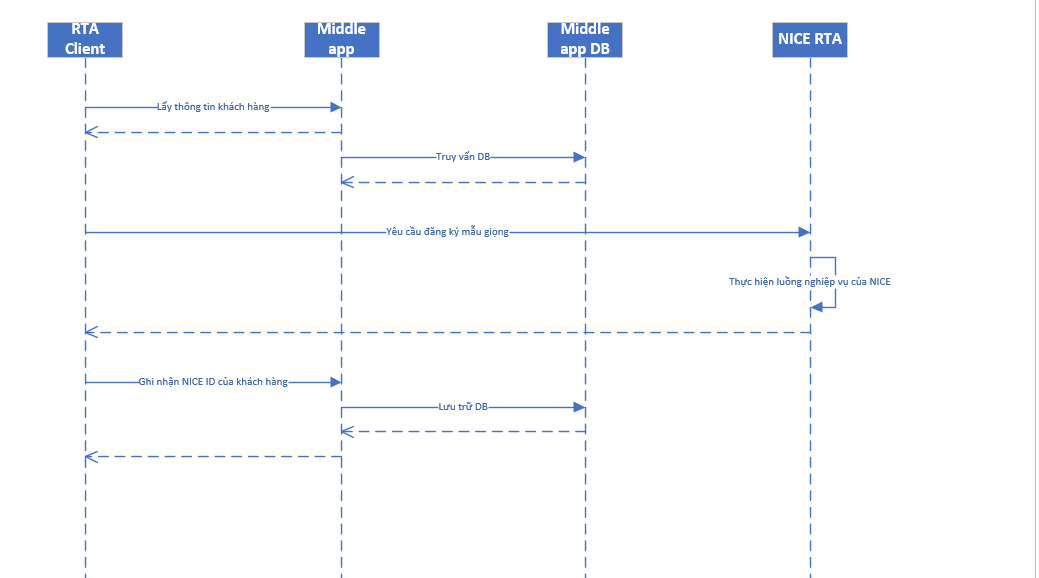 RTA
Client
Middle
app
Middle
app DB
NICE RTA
Lấy thông tin khách hàng
Truy vấn DB
Yêu cầu đăng ký mẫu giọng
Thực hiện luồng nghiệp vụ của NICE
Ghi nhận NICE ID của khách hàng
Lưu trữ DB